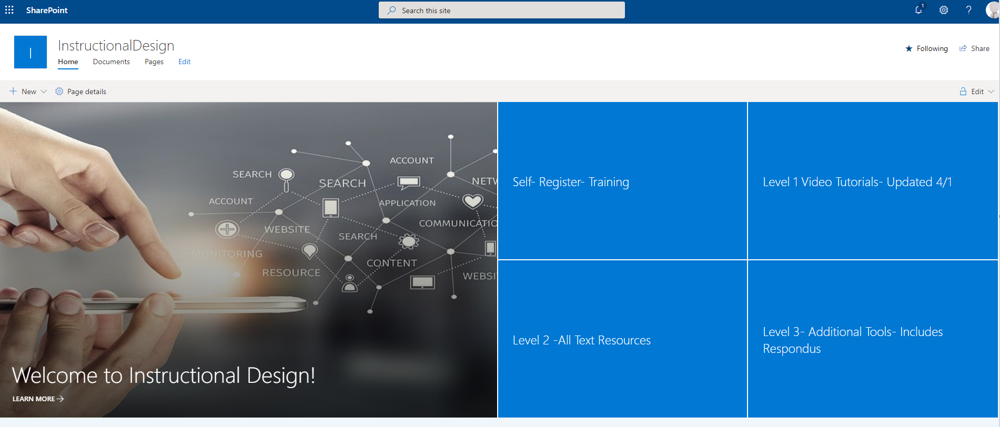 SharePoint
Search this site
1
?
I
InstructionalDesign
Following
Share
Home Documents Pages Edit
New
Page details
Edit
ACCOUNT
SEARCH
SEARCH
ACCOUNT
APPLICATION
COMMUNICATIO
WEBSITE
SEARCH
MONITORING
CONTENT
RESOURCE
WEBSI
NETW
Welcome to Instructional Design!
LEARN MORE
Self- Register- Training
Level 1 Video Tutorials- Updated 4/1
Level 2 -All Text Resources
Level 3- Additional Tools- Includes
Respondus